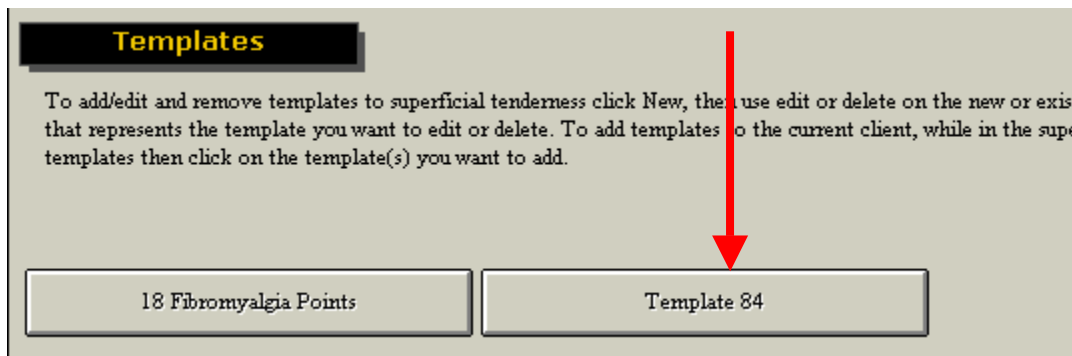 Templates
To add/edit and remove templates to superficial tenderness click New, then use edit or delete on the new or exis
that represents the template you want to edit or delete. To add templates to the current client, while in the supe
templates then click on the template(s) you want to add.
18 Fibromyalgia Points
Template 84